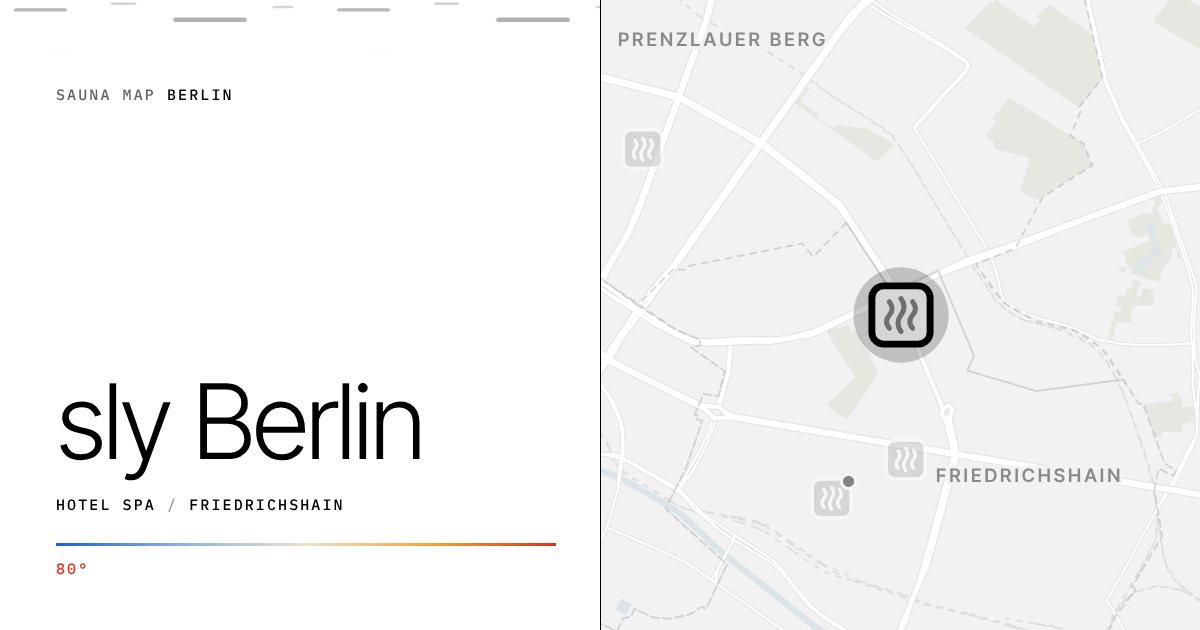 SAUNA MAP BERLIN
sly Berlin
HOTEL SPA / FRIEDRICHSHAIN
80°
PRENZLAUER BERG
FRIEDRICHSHAIN